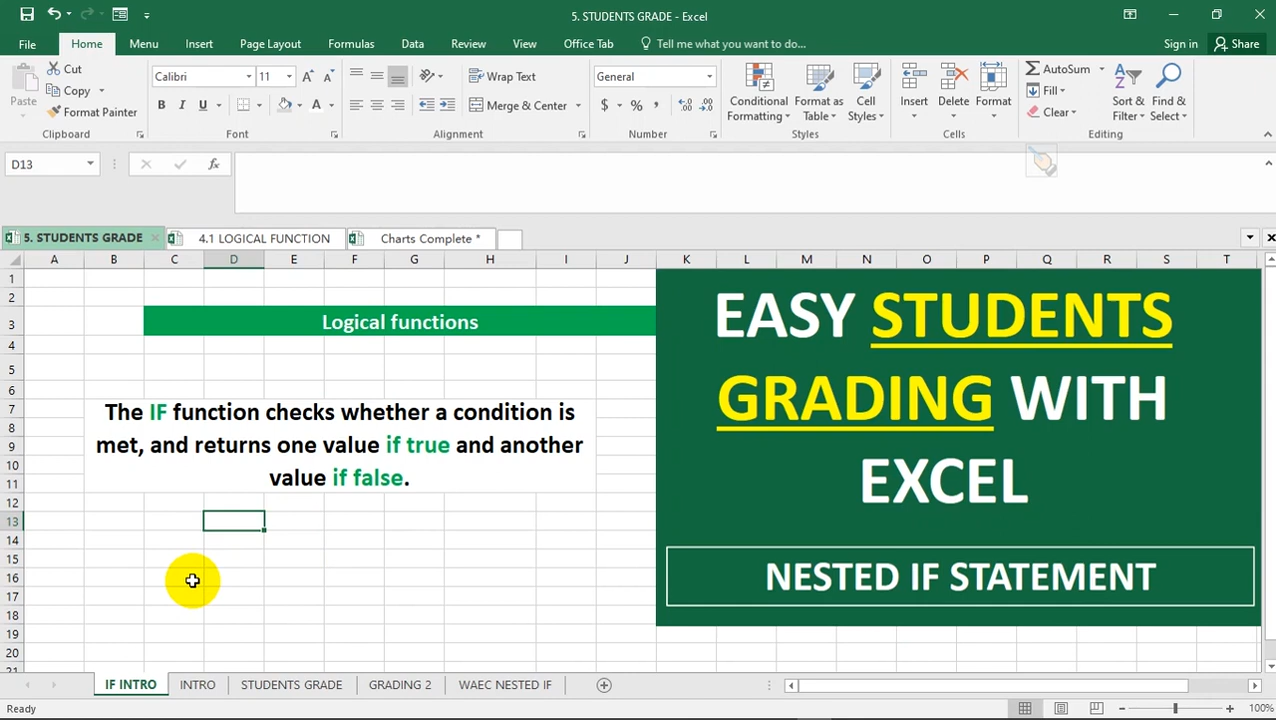 5. STUDENTS GRADE - Excel
File Home Menu Insert Page Layout Formulas Data Review View Office Tab Tell me what you want to do... Sign in Share
Paste
Cut
Copy
Format Painter
Clipboard
Calibri 11 A A
B I U A
Font
Wrap Text
Merge & Center
Alignment
General
$ % ,
Number
Conditional Formatting
Format as Table
Cell Styles
Styles
Insert Delete Format
Cells
AutoSum
Fill
Clear
Sort & Filter
Find & Select
Editing
D13 fx
5. STUDENTS GRADE 4.1 LOGICAL FUNCTION Charts Complete *
A B C D E F G H I J K L M N O P Q R S T
1
2
3
4
5
6
7
8
9
10
11
12
13
14
15
16
17
18
19
20
21
Logical functions
The IF function checks whether a condition is
met, and returns one value if true and another
value if false.
EASY STUDENTS
GRADING WITH
EXCEL
NESTED IF STATEMENT
IF INTRO INTRO STUDENTS GRADE GRADING 2 WAEC NESTED IF
Ready 100%